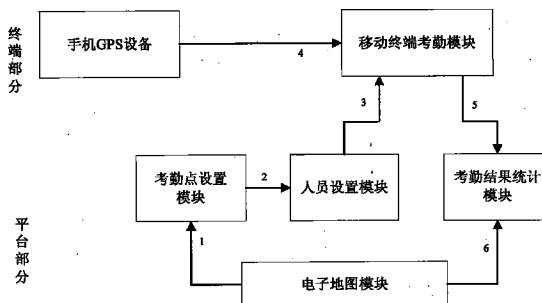 终端部分
手机GPS设备
4
移动终端考勤模块
3
5
考勤点设置
模块
2
人员设置模块
考勤结果统计
模块
平台部分
1
6
电子地图模块